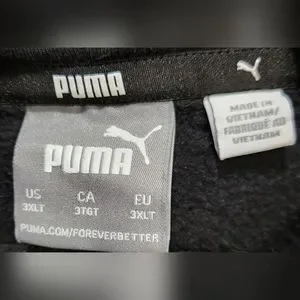 PUMA
PUMA
US CA EU
3XLT 3TGT 3XLT
PUMA.COM/FOREVERBETTER
MADE IN
VIETNAM/
FABRIQUÉ AU
VIETNAM